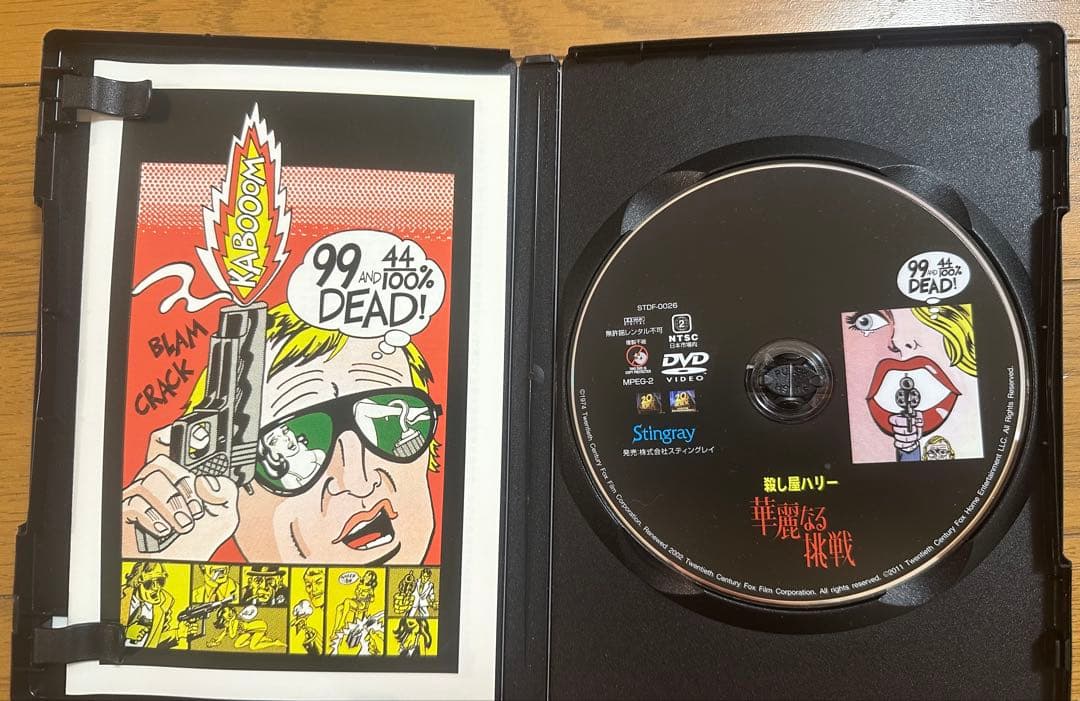 KABOOOM
99 AND 44/100%
DEAD!
BLAM
CRACK
99 AND 44/100%
DEAD!
STDF-0026
無許諾レンタル不可
複製不能
2
NTSC
日本市場向
DVD
VIDEO
MPEG-2
Stingray
発売:株式会社スティングレイ
殺し屋ハリー
華麗なる
挑戦
©1974 Twentieth Century Fox Film Corporation. Renewed 2002 Twentieth Century Fox Film Corporation. All rights reserved. ©2011 Twentieth Century Fox Home Entertainment LLC. All Rights Reserved.